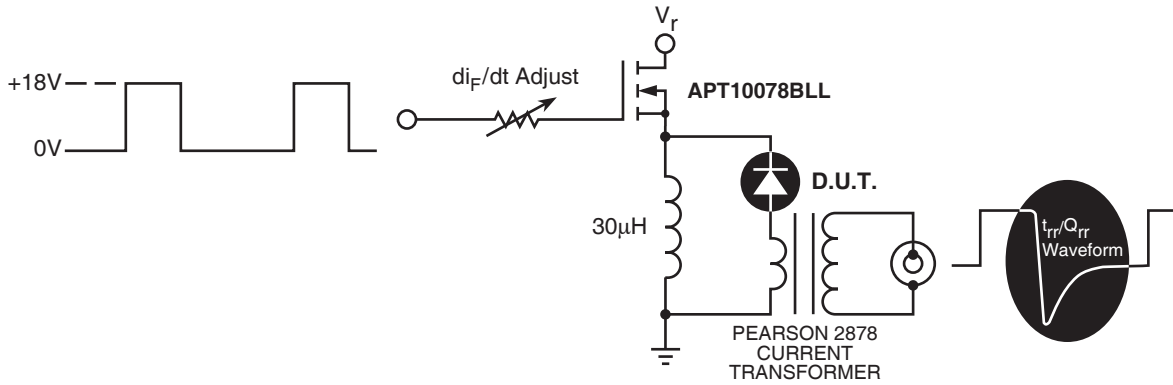 V_r
+18V
0V
di_F/dt Adjust
APT10078BLL
D.U.T.
30μH
t_rr/Q_rr
Waveform
PEARSON 2878
CURRENT
TRANSFORMER